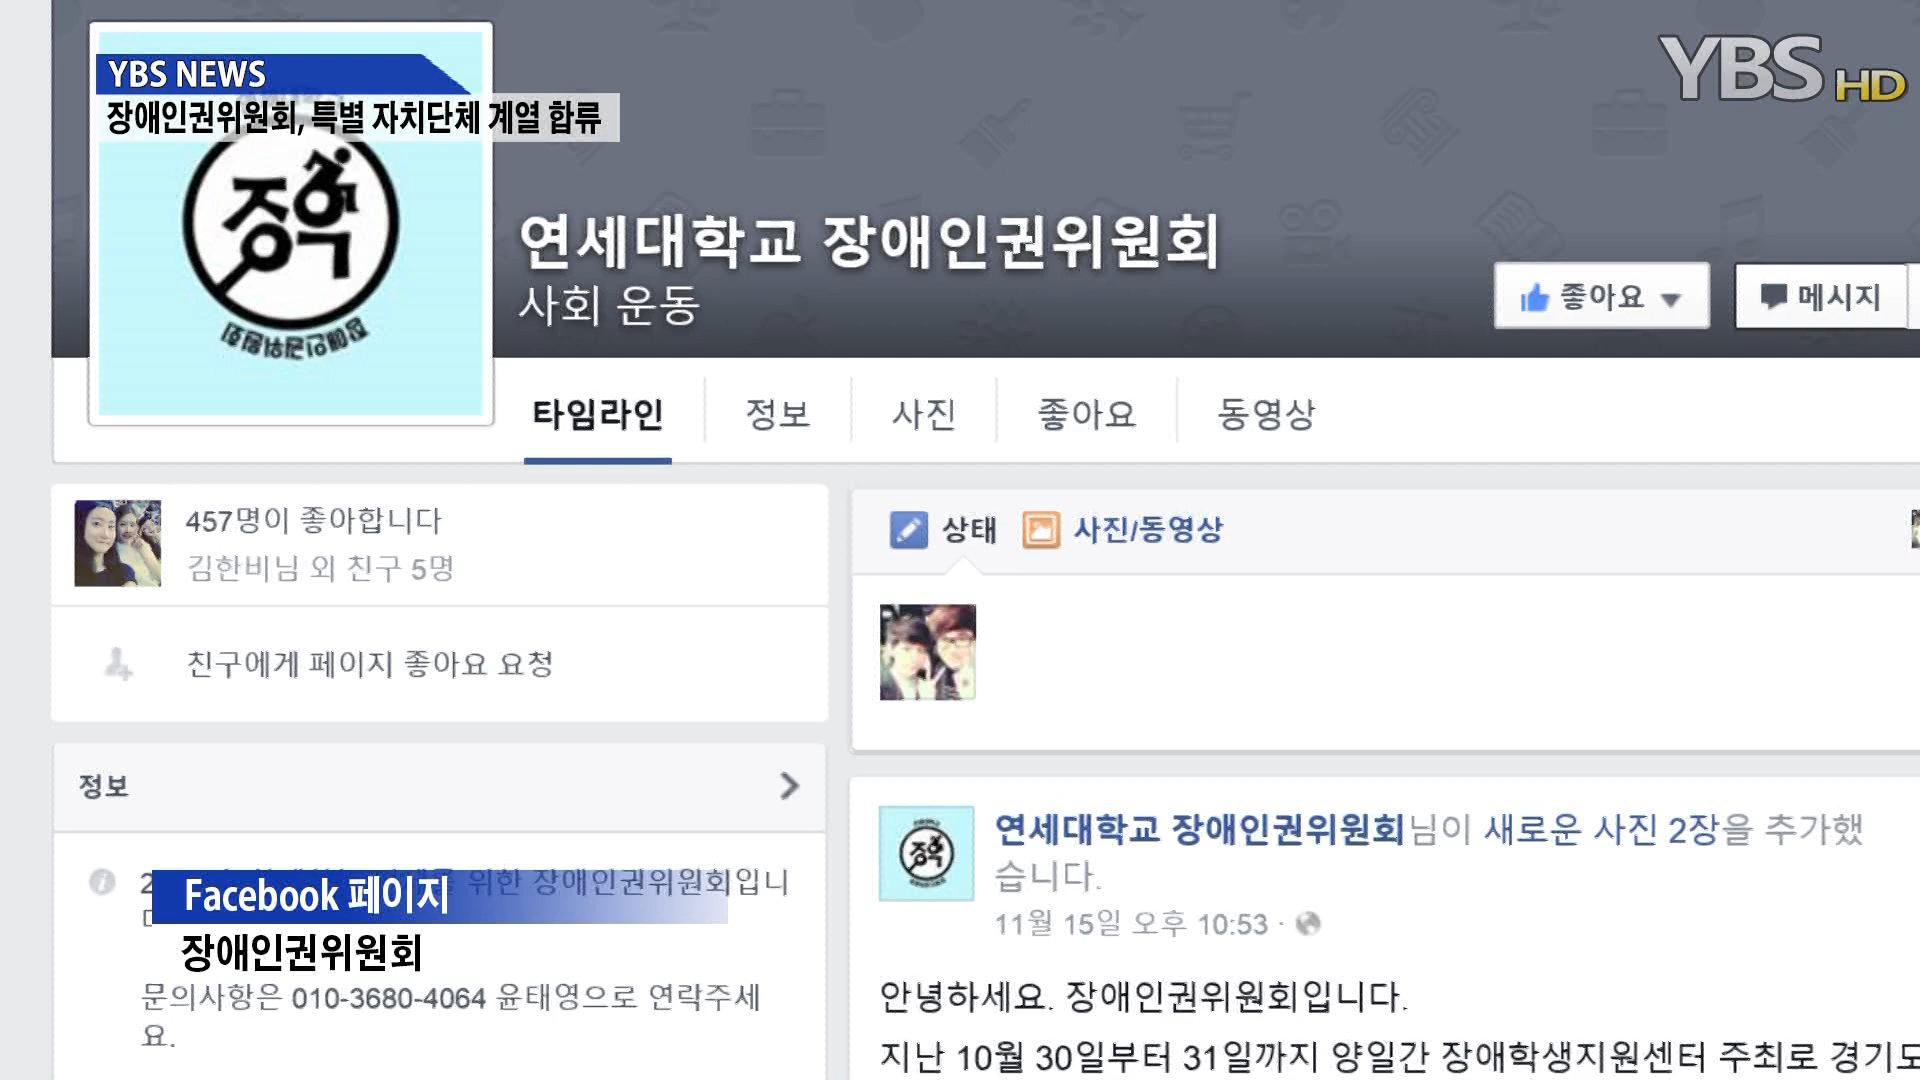 YBS NEWS
장애인권위원회, 특별 자치단체 계열 합류
YBS HD
장애인권위원회
연세대학교 장애인권위원회
사회 운동
좋아요
메시지
타임라인 정보 사진 좋아요 동영상
457명이 좋아합니다
김한비님 외 친구 5명
친구에게 페이지 좋아요 요청
정보
위한 장애인권위원회입니
Facebook 페이지
장애인권위원회
문의사항은 010-3680-4064 윤태영으로 연락주세
요.
상태 사진/동영상
연세대학교 장애인권위원회님이 새로운 사진 2장을 추가했
습니다.
11월 15일 오후 10:53 ·
안녕하세요. 장애인권위원회입니다.
지난 10월 30일부터 31일까지 양일간 장애학생지원센터 주최로 경기도